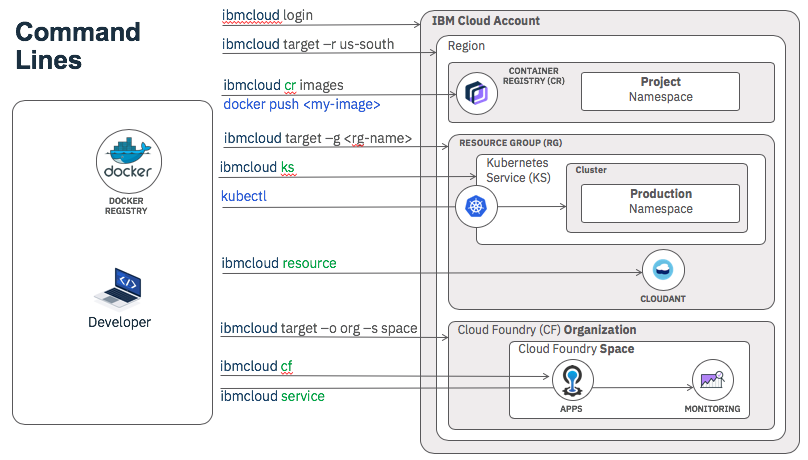 Command
Lines
docker
DOCKER
REGISTRY
Developer
ibmcloud login
ibmcloud target –r us-south
ibmcloud cr images
docker push <my-image>
ibmcloud target –g <rg-name>
ibmcloud ks
kubectl
ibmcloud resource
ibmcloud target –o org –s space
ibmcloud cf
ibmcloud service
IBM Cloud Account
Region
CONTAINER
REGISTRY (CR)
Project
Namespace
RESOURCE GROUP (RG)
Kubernetes
Service (KS)
Cluster
Production
Namespace
CLOUDANT
Cloud Foundry (CF) Organization
Cloud Foundry Space
APPS
MONITORING